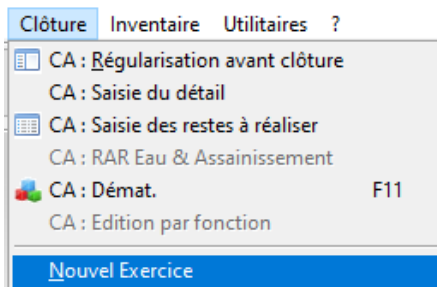 Clôture Inventaire Utilitaires ?
CA : Régularisation avant clôture
CA : Saisie du détail
CA : Saisie des restes à réaliser
CA : RAR Eau & Assainissement
CA : Démat. F11
CA : Edition par fonction
Nouvel Exercice